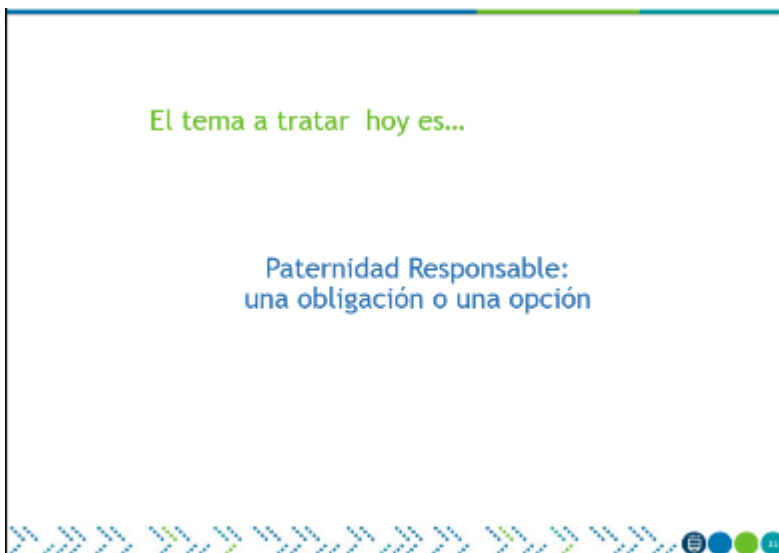 El tema a tratar hoy es...
Paternidad Responsable:
una obligación o una opción